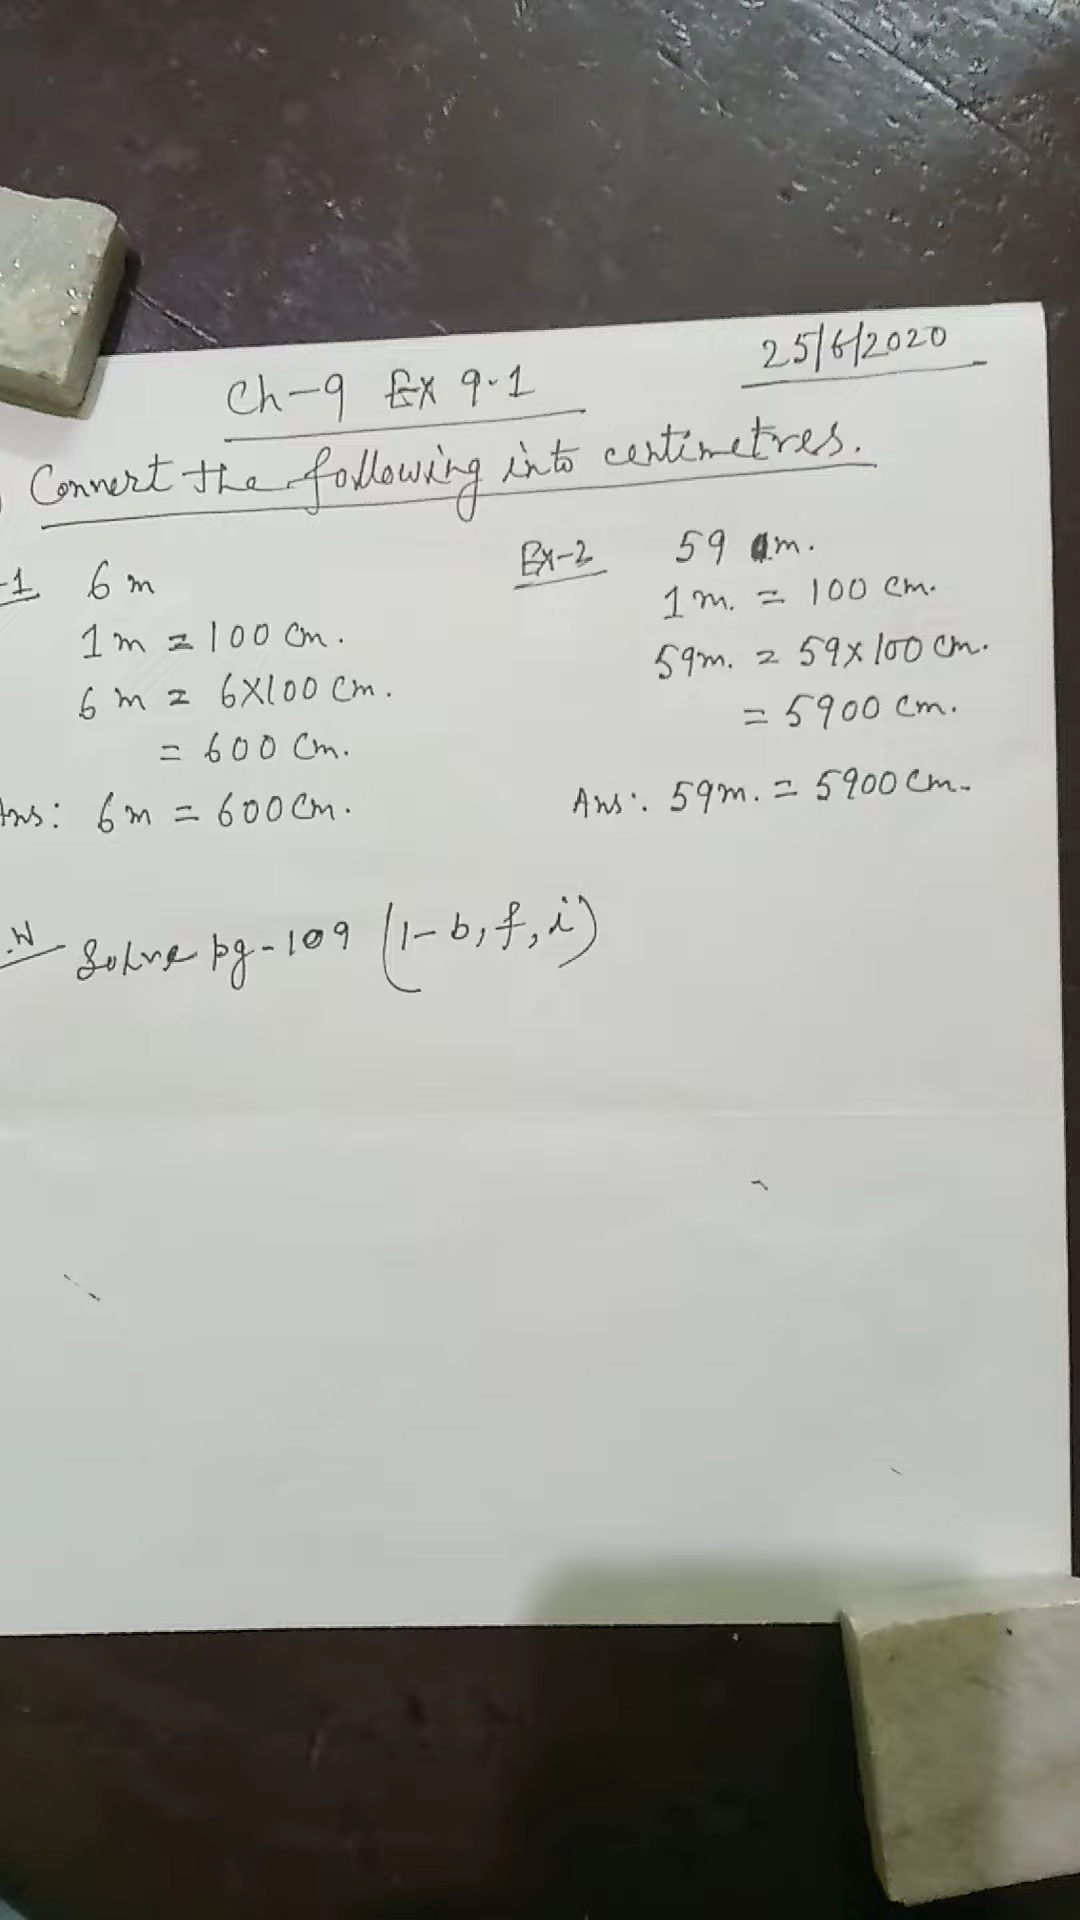 25/6/2020
Ch-9 Ex 9.1
Convert the following into centimetres.
-1 6 m
1 m = 100 cm.
6 m = 6X100 cm.
= 600 cm.
Ans: 6 m = 600 cm.
Ex-2 59 m.
1 m. = 100 cm.
59m. = 59x100 cm.
= 5900 cm.
Ans: 59m. = 5900 cm.
.W Solve pg-109 (1-b, f, i)